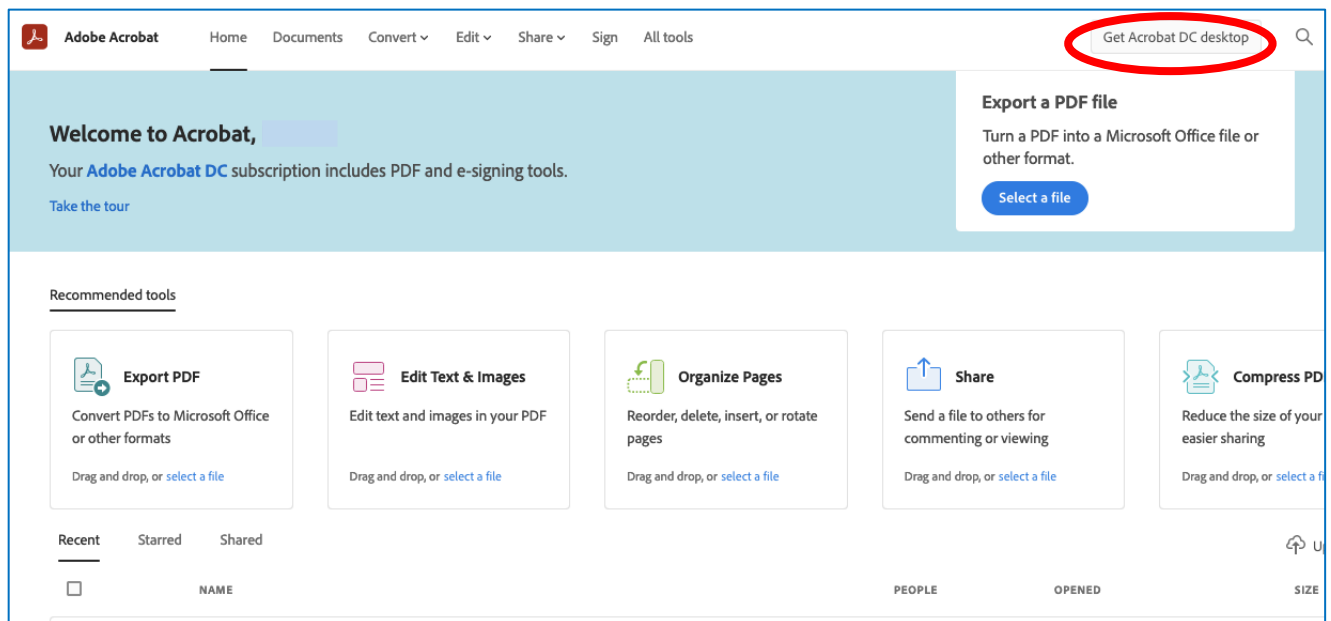 Adobe Acrobat Home Documents Convert Edit Share Sign All tools Get Acrobat DC desktop
Welcome to Acrobat,
Your Adobe Acrobat DC subscription includes PDF and e-signing tools.
Take the tour
Export a PDF file
Turn a PDF into a Microsoft Office file or
other format.
Select a file
Recommended tools
Export PDF
Convert PDFs to Microsoft Office
or other formats
Drag and drop, or select a file
Edit Text & Images
Edit text and images in your PDF
Drag and drop, or select a file
Organize Pages
Reorder, delete, insert, or rotate
pages
Drag and drop, or select a file
Share
Send a file to others for
commenting or viewing
Drag and drop, or select a file
Compress PD
Reduce the size of your
easier sharing
Drag and drop, or select a
Recent Starred Shared
NAME PEOPLE OPENED SIZE